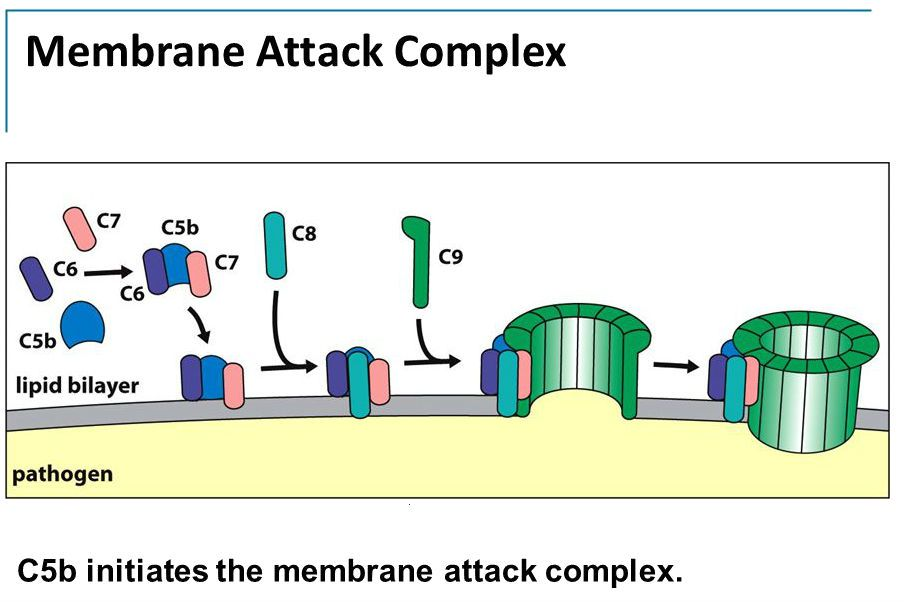 Membrane Attack Complex
C7
C6
C5b
C5b
C7
C6
C8
C9
lipid bilayer
pathogen
C5b initiates the membrane attack complex.